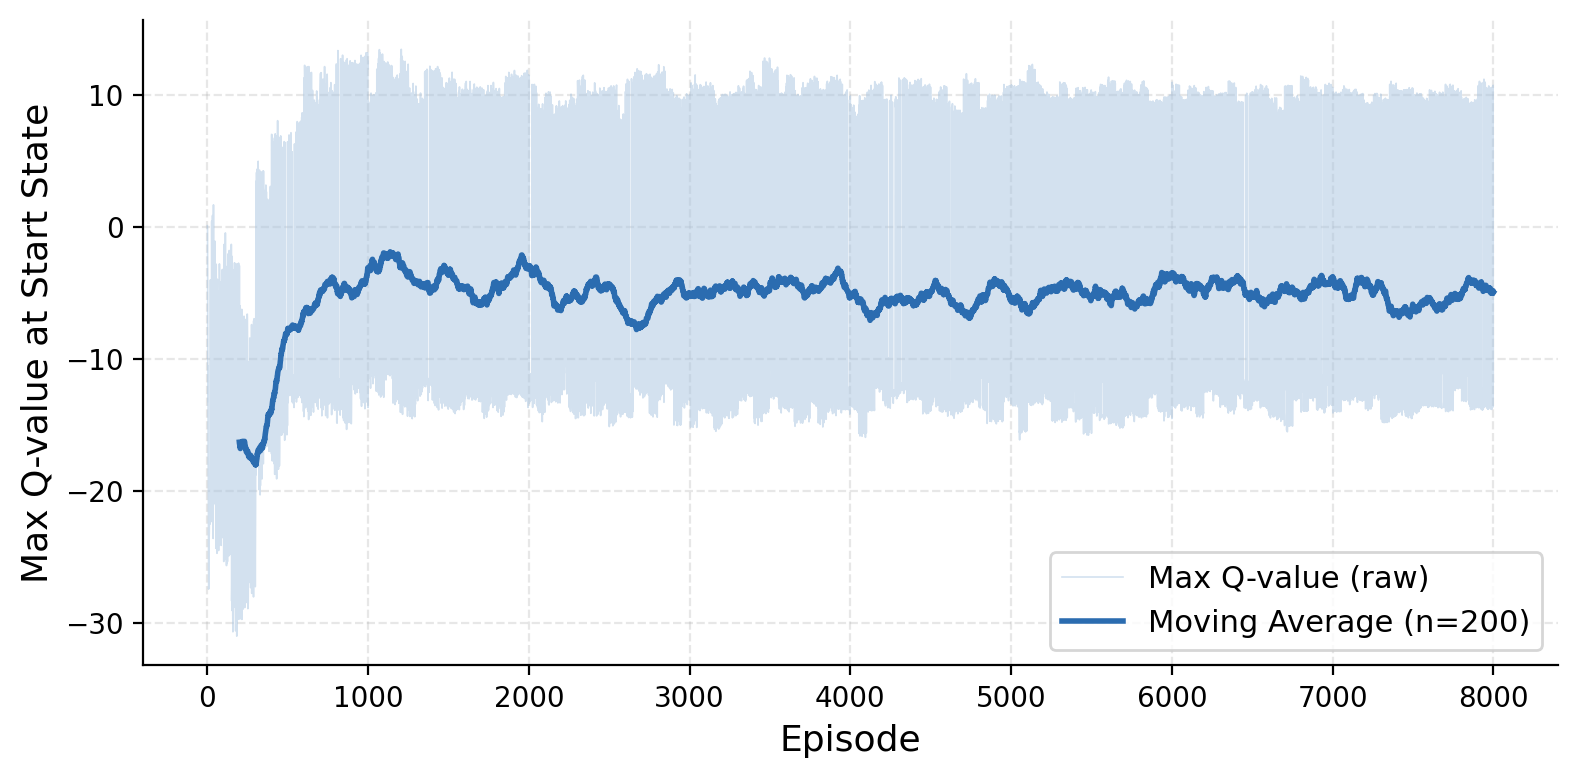 Max Q-value at Start State
10
0
−10
−20
−30
0 1000 2000 3000 4000 5000 6000 7000 8000
Episode
Max Q-value (raw)
Moving Average (n=200)